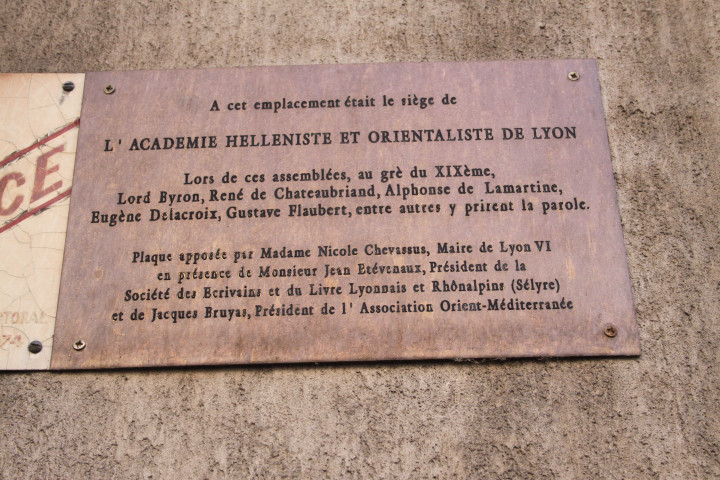 A cet emplacement était le siège de
L' ACADEMIE HELLENISTE ET ORIENTALISTE DE LYON
Lors de ces assemblées, au grè du XIXème,
Lord Byron, René de Chateaubriand, Alphonse de Lamartine,
Eugène Delacroix, Gustave Flaubert, entre autres y prirent la parole.
Plaque apposée par Madame Nicole Chevassus, Maire de Lyon VI
en présence de Monsieur Jean Etèvenaux, Président de la
Société des Ecrivains et du Livre Lyonnais et Rhônalpins (Sélyre)
et de Jacques Bruyas, Président de l' Association Orient-Méditerranée
CE